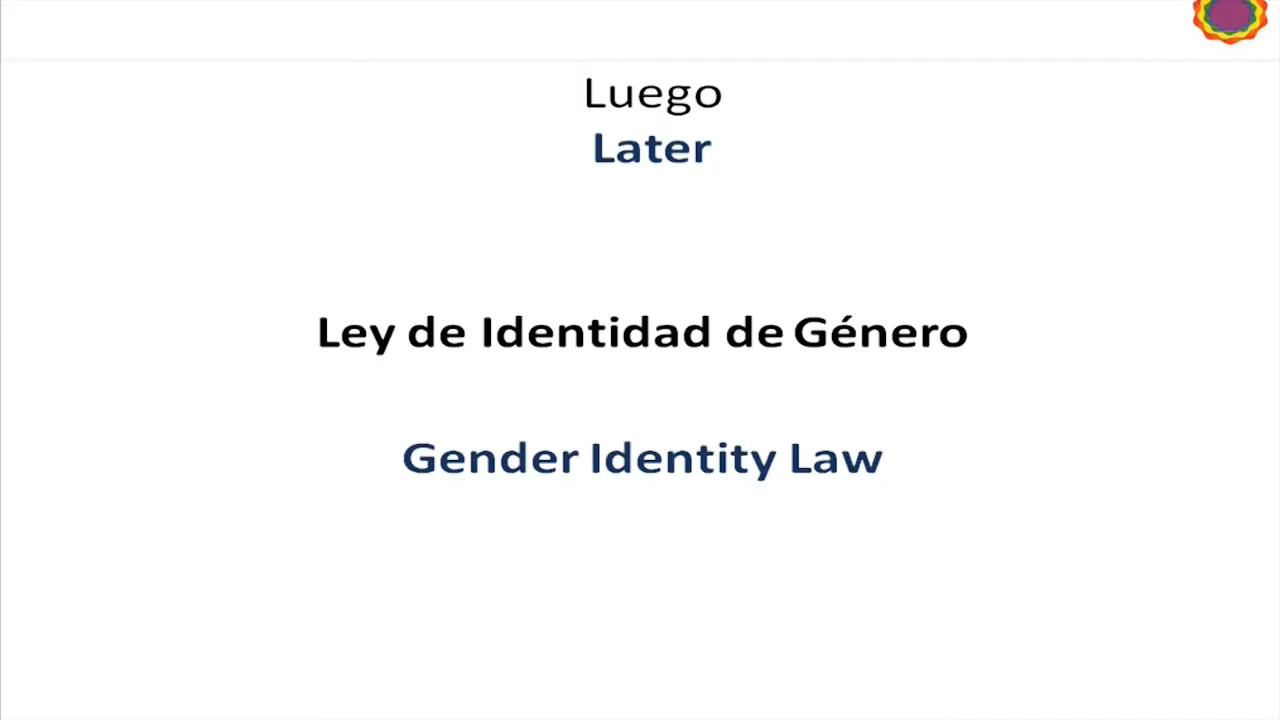 Luego
Later
Ley de Identidad de Género
Gender Identity Law